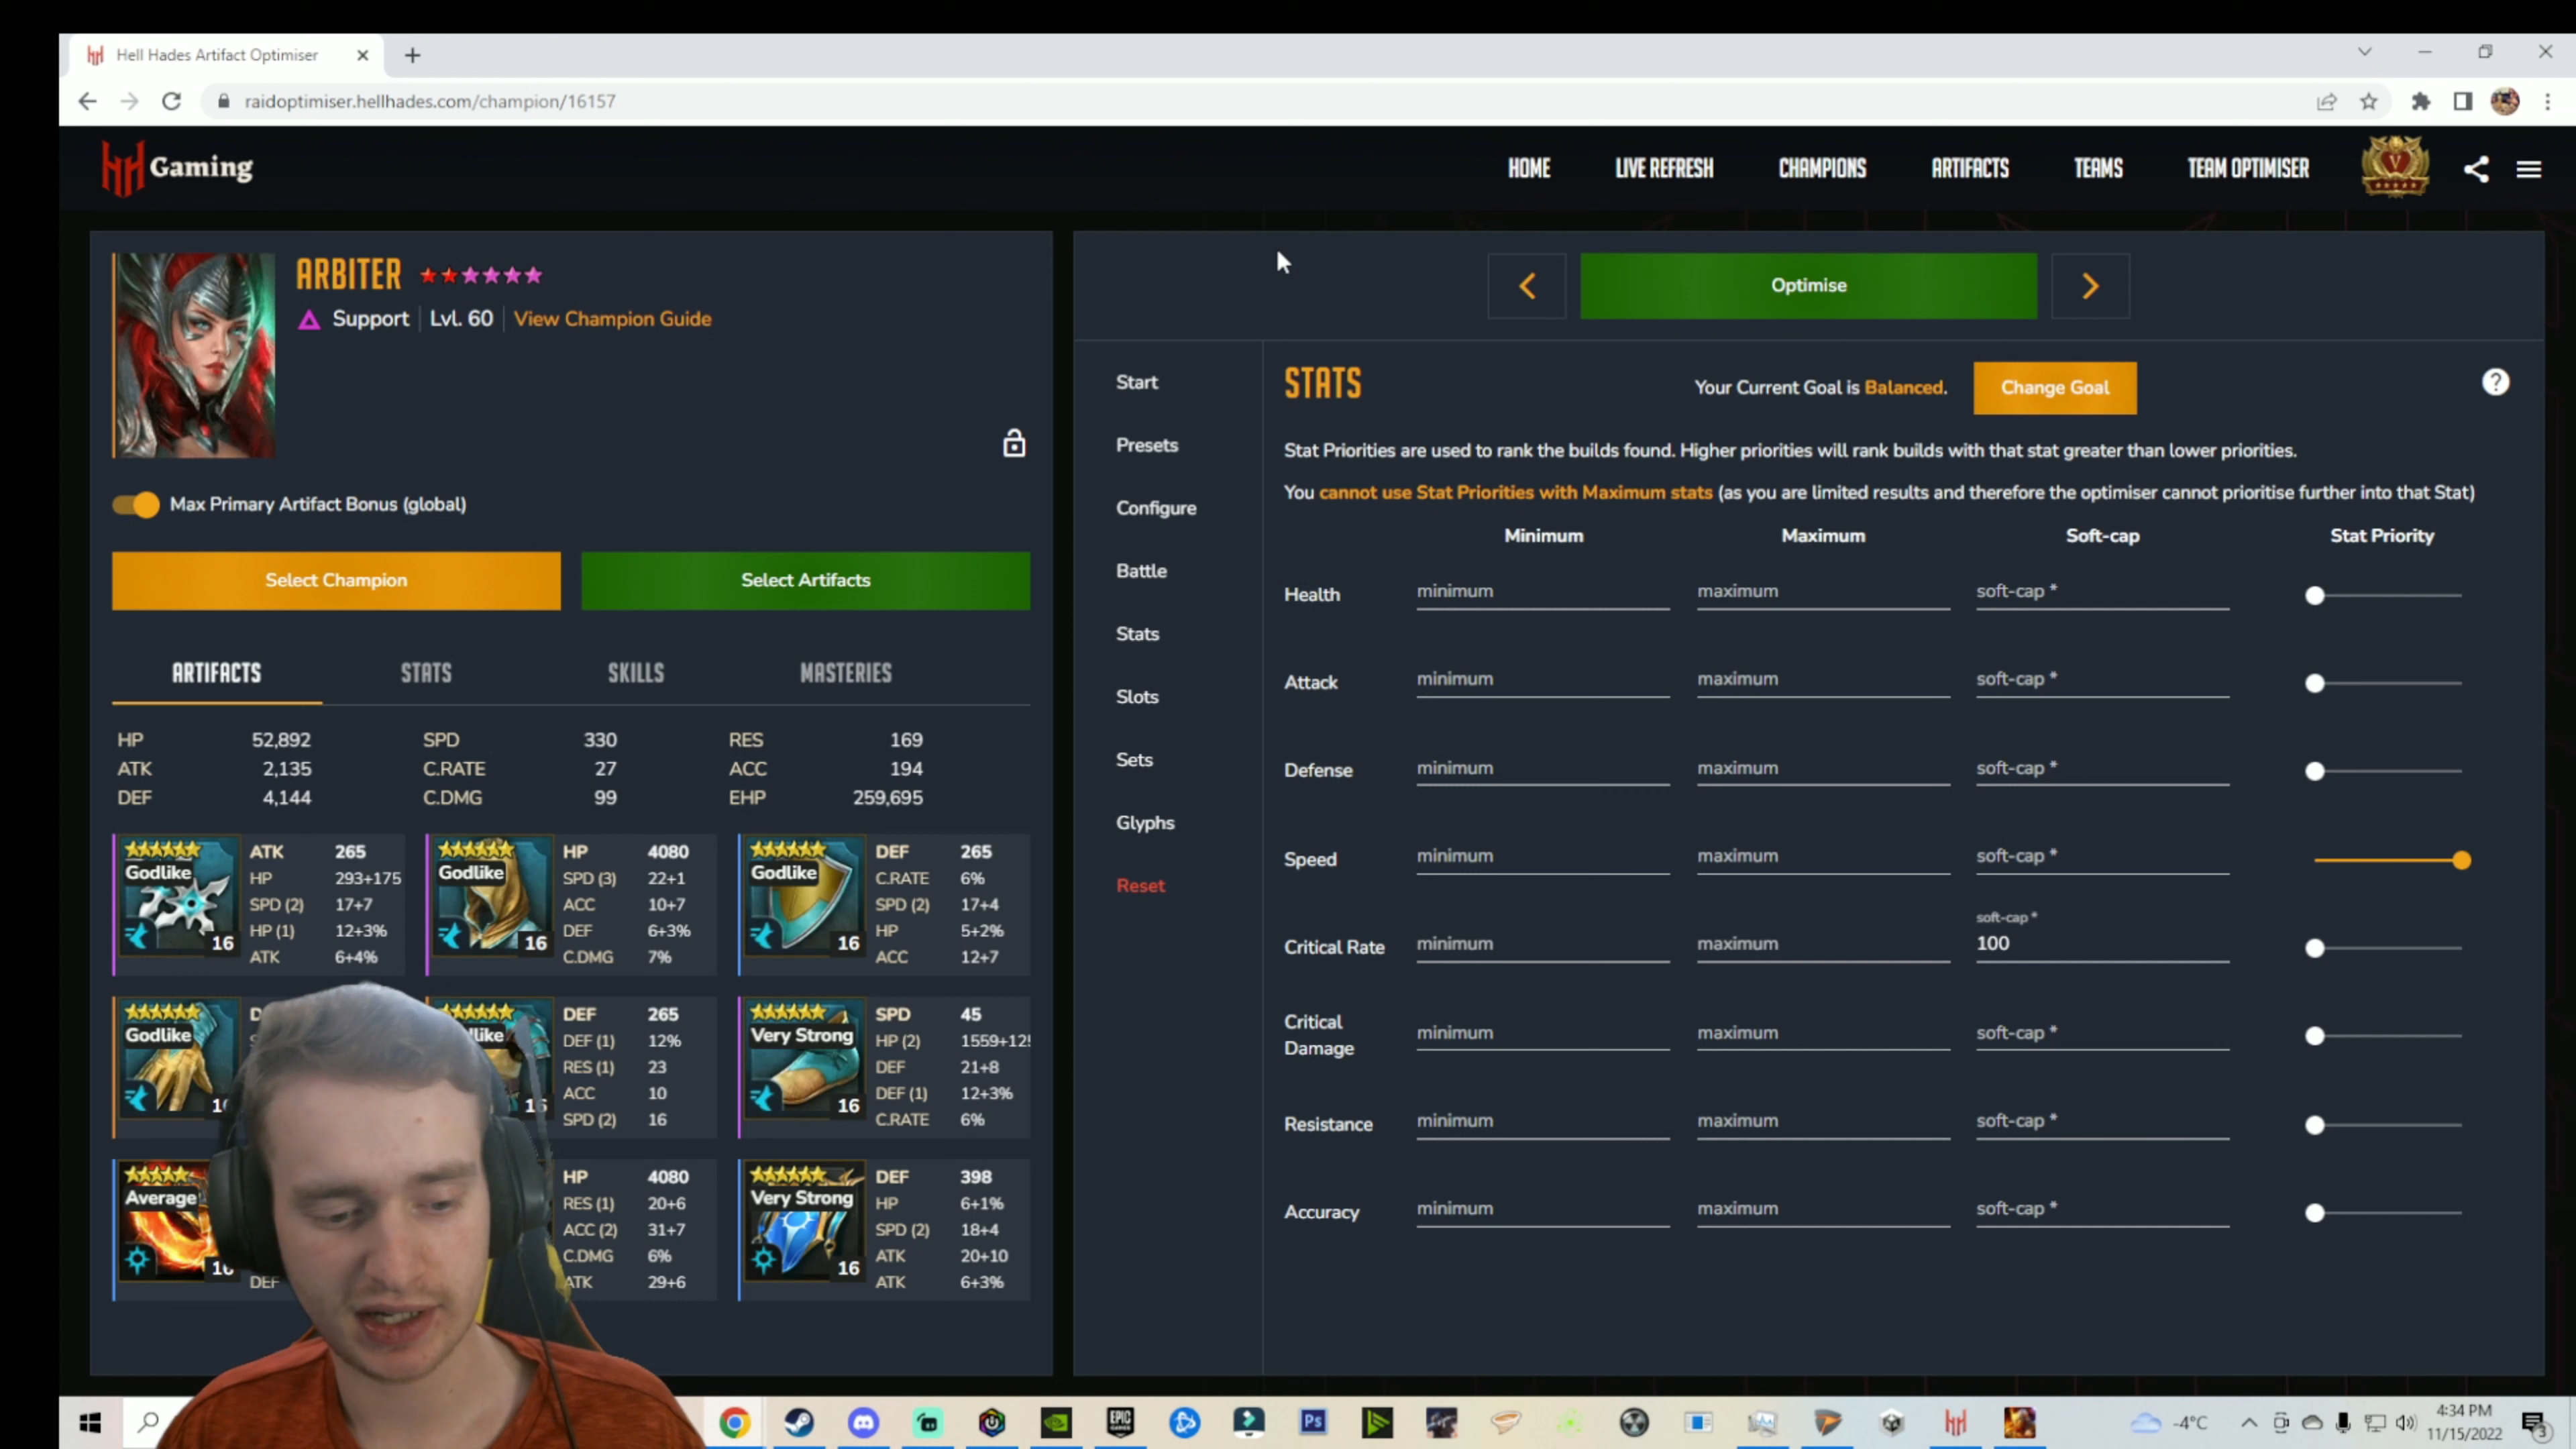 Hell Hades Artifact Optimiser
raidoptimiser.hellhades.com/champion/16157
Gaming
HOME LIVE REFRESH CHAMPIONS ARTIFACTS TEAMS TEAM OPTIMISER
V
ARBITER
Support Lvl. 60 View Champion Guide
Max Primary Artifact Bonus (global)
Select Champion Select Artifacts
ARTIFACTS STATS SKILLS MASTERIES
HP 52,892 SPD 330 RES 169
ATK 2,135 C.RATE 27 ACC 194
DEF 4,144 C.DMG 99 EHP 259,695
Godlike 16
ATK 265
HP 293+175
SPD (2) 17+7
HP (1) 12+3%
ATK 6+4%
Godlike 16
HP 4080
SPD (3) 22+1
ACC 10+7
DEF 6+3%
C.DMG 7%
Godlike 16
DEF 265
C.RATE 6%
SPD (2) 17+4
HP 5+2%
ACC 12+7
Godlike
DEF 265
DEF (1) 12%
RES (1) 23
ACC 10
SPD (2) 16
Very Strong 16
SPD 45
HP (2) 1559+12
DEF 21+8
DEF (1) 12+3%
C.RATE 6%
Average
DEF
HP 4080
RES (1) 20+6
ACC (2) 31+7
C.DMG 6%
ATK 29+6
Very Strong 16
DEF 398
HP 6+1%
SPD (2) 18+4
ATK 20+10
ATK 6+3%
Optimise
Start
Presets
Configure
Battle
Stats
Slots
Sets
Glyphs
Reset
STATS
Your Current Goal is Balanced. Change Goal
?
Stat Priorities are used to rank the builds found. Higher priorities will rank builds with that stat greater than lower priorities.
You cannot use Stat Priorities with Maximum stats (as you are limited results and therefore the optimiser cannot prioritise further into that Stat)
Minimum Maximum Soft-cap Stat Priority
Health minimum maximum soft-cap *
Attack minimum maximum soft-cap *
Defense minimum maximum soft-cap *
Speed minimum maximum soft-cap *
soft-cap *
Critical Rate minimum maximum 100
Critical
Damage minimum maximum soft-cap *
Resistance minimum maximum soft-cap *
Accuracy minimum maximum soft-cap *
EPIC
GAMES
Ps
-4°C
4:34 PM
11/15/2022
3